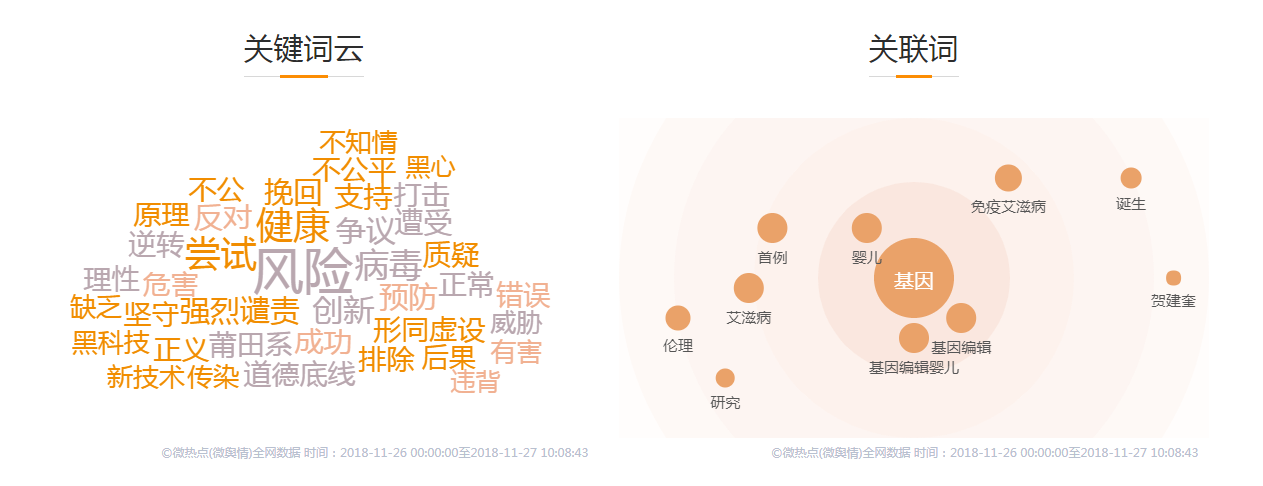 关键词云
不知情
不公平 黑心
不公 挽回 支持 打击
原理 反对 健康 争议 遭受
逆转 尝试 风险 病毒 质疑
理性 危害 预防 正常 错误
缺乏 坚守 强烈谴责 创新 形同虚设 威胁
黑科技 正义 莆田系 成功 排除 后果 有害
新技术 传染 道德底线 违背
©微热点(微舆情)全网数据 时间：2018-11-26 00:00:00至2018-11-27 10:08:43
关联词
免疫艾滋病
诞生
首例
婴儿
基因
贺建奎
艾滋病
伦理
基因编辑
基因编辑婴儿
研究
©微热点(微舆情)全网数据 时间：2018-11-26 00:00:00至2018-11-27 10:08:43